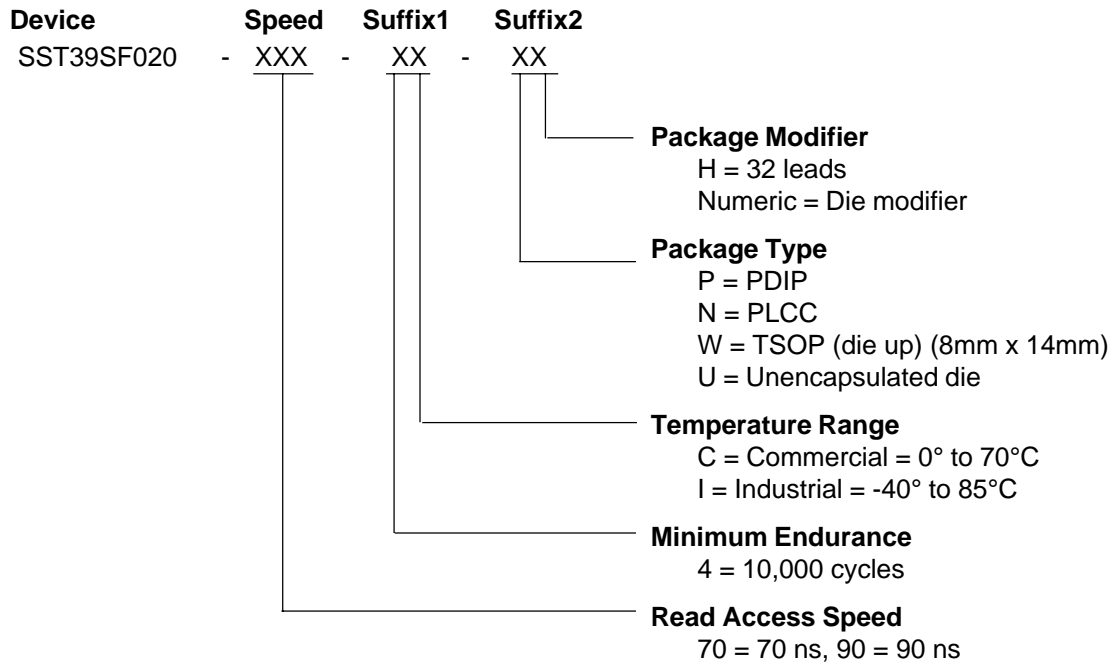 Device Speed Suffix1 Suffix2
SST39SF020 - XXX - XX - XX
Package Modifier
H = 32 leads
Numeric = Die modifier
Package Type
P = PDIP
N = PLCC
W = TSOP (die up) (8mm x 14mm)
U = Unencapsulated die
Temperature Range
C = Commercial = 0° to 70°C
I = Industrial = -40° to 85°C
Minimum Endurance
4 = 10,000 cycles
Read Access Speed
70 = 70 ns, 90 = 90 ns